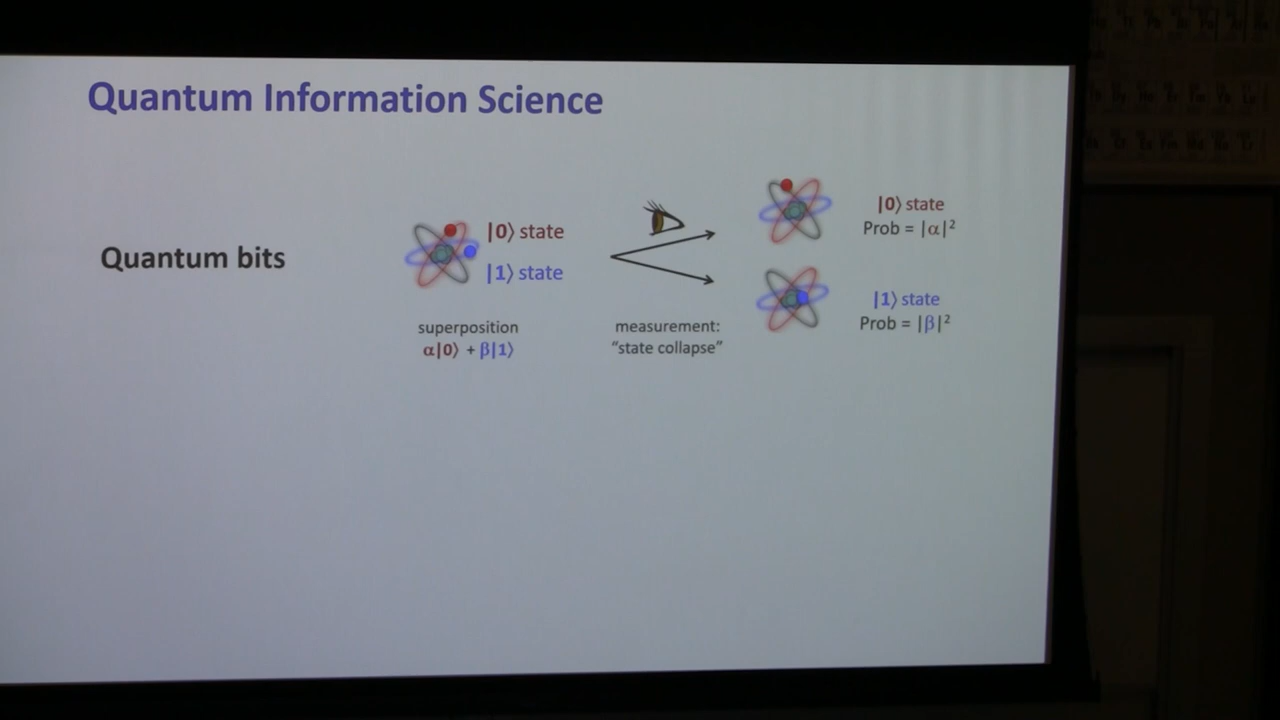 Quantum Information Science
Quantum bits
|0⟩ state
|1⟩ state
superposition
α|0⟩ + β|1⟩
measurement:
“state collapse”
|0⟩ state
Prob = |α|²
|1⟩ state
Prob = |β|²